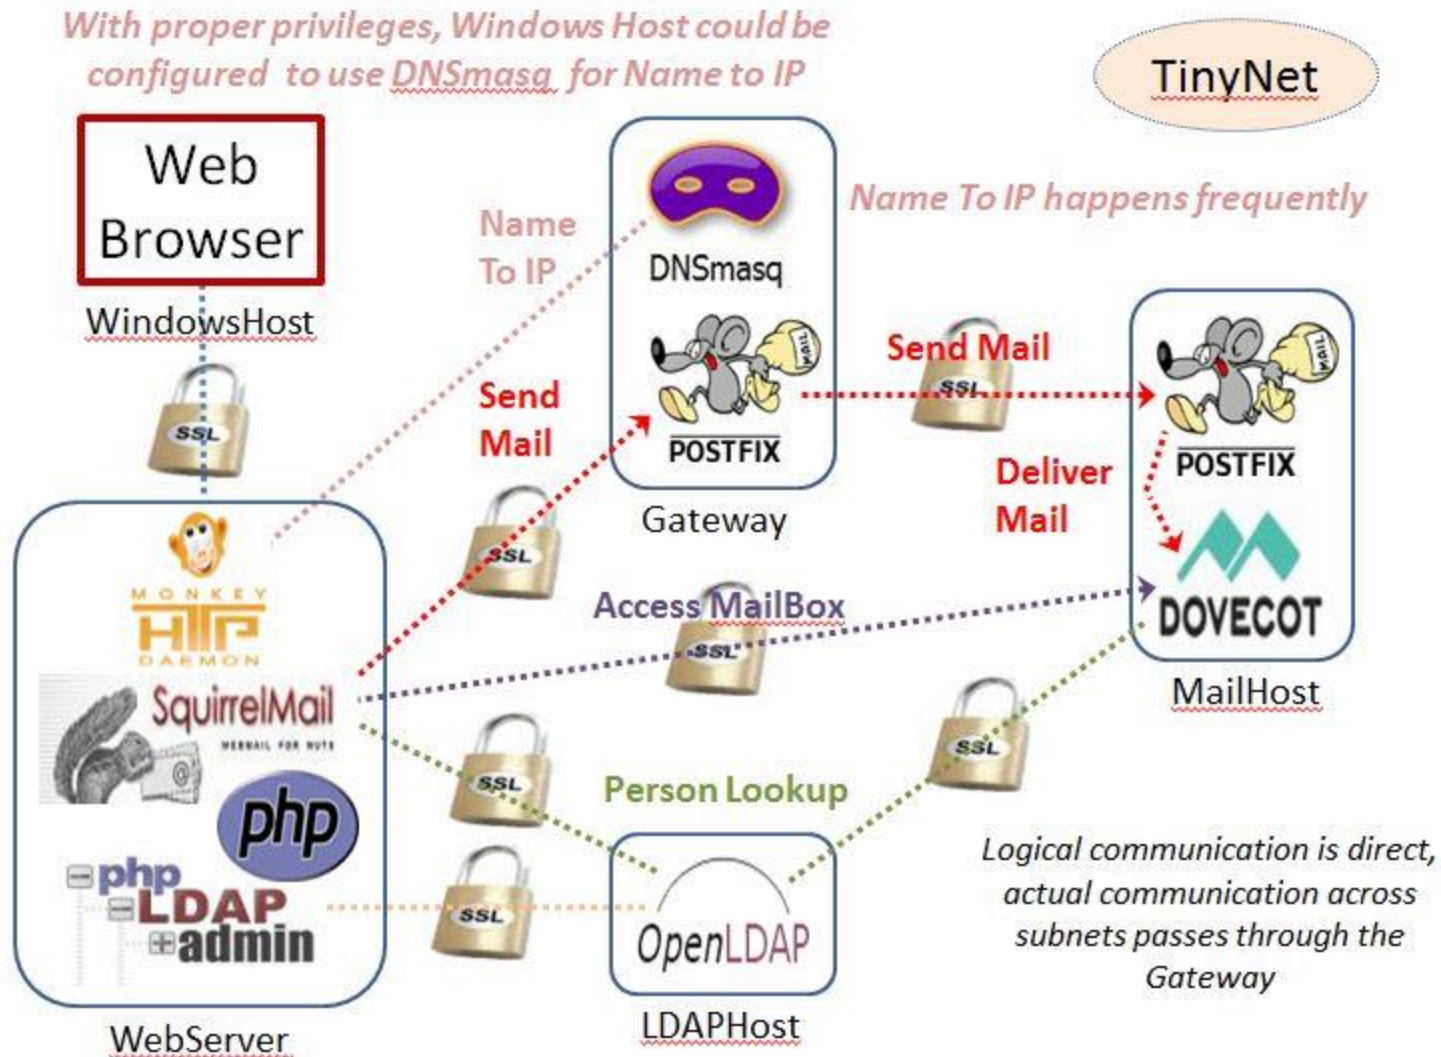 With proper privileges, Windows Host could be
configured to use DNSmasq for Name to IP
TinyNet
Web
Browser
WindowsHost
SSL
Name
To IP
DNSmasq
Name To IP happens frequently
MAIL
POSTFIX
Gateway
Send
Mail
SSL
Send Mail
SSL
MAIL
POSTFIX
Deliver
Mail
DOVECOT
MailHost
Access MailBox
SSL
MONKEY
HTTP
DAEMON
SquirrelMail
WEBMAIL FOR NUTS
@
php
php
LDAP
admin
WebServer
SSL
Person Lookup
SSL
SSL
OpenLDAP
LDAPHost
Logical communication is direct,
actual communication across
subnets passes through the
Gateway